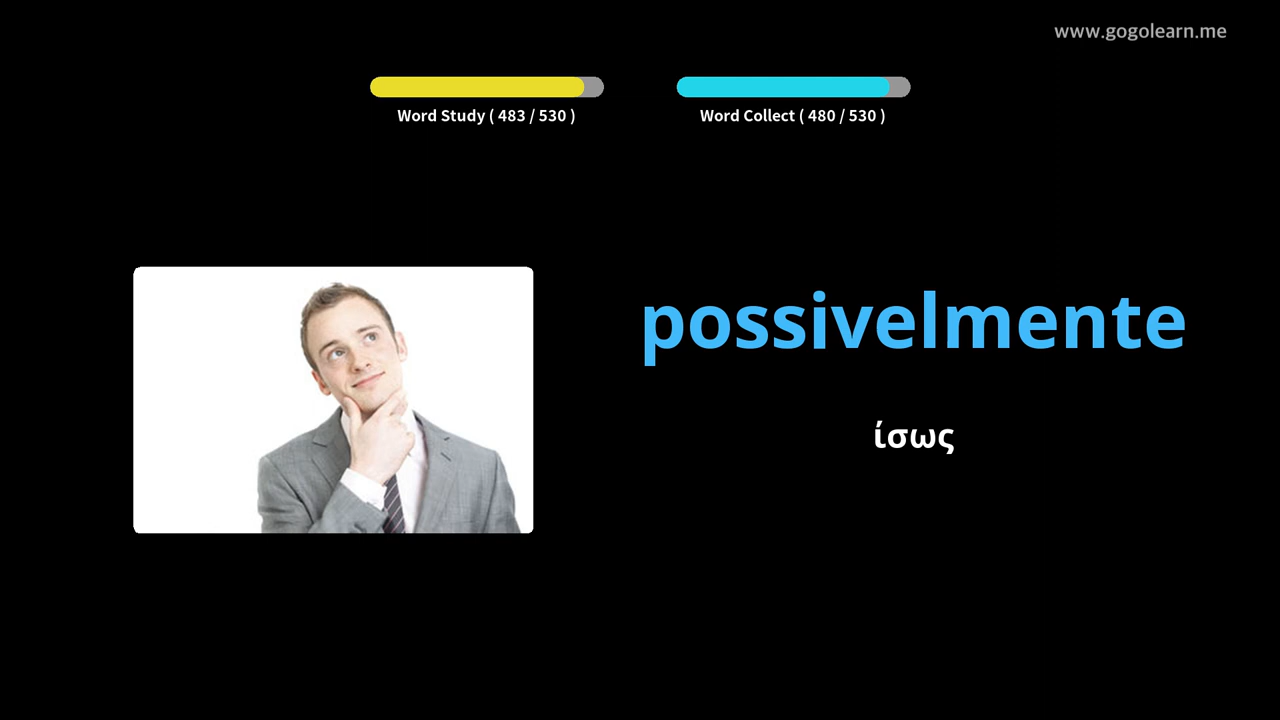 www.gogolearn.me
Word Study ( 483 / 530 )
Word Collect ( 480 / 530 )
possivelmente
ίσως